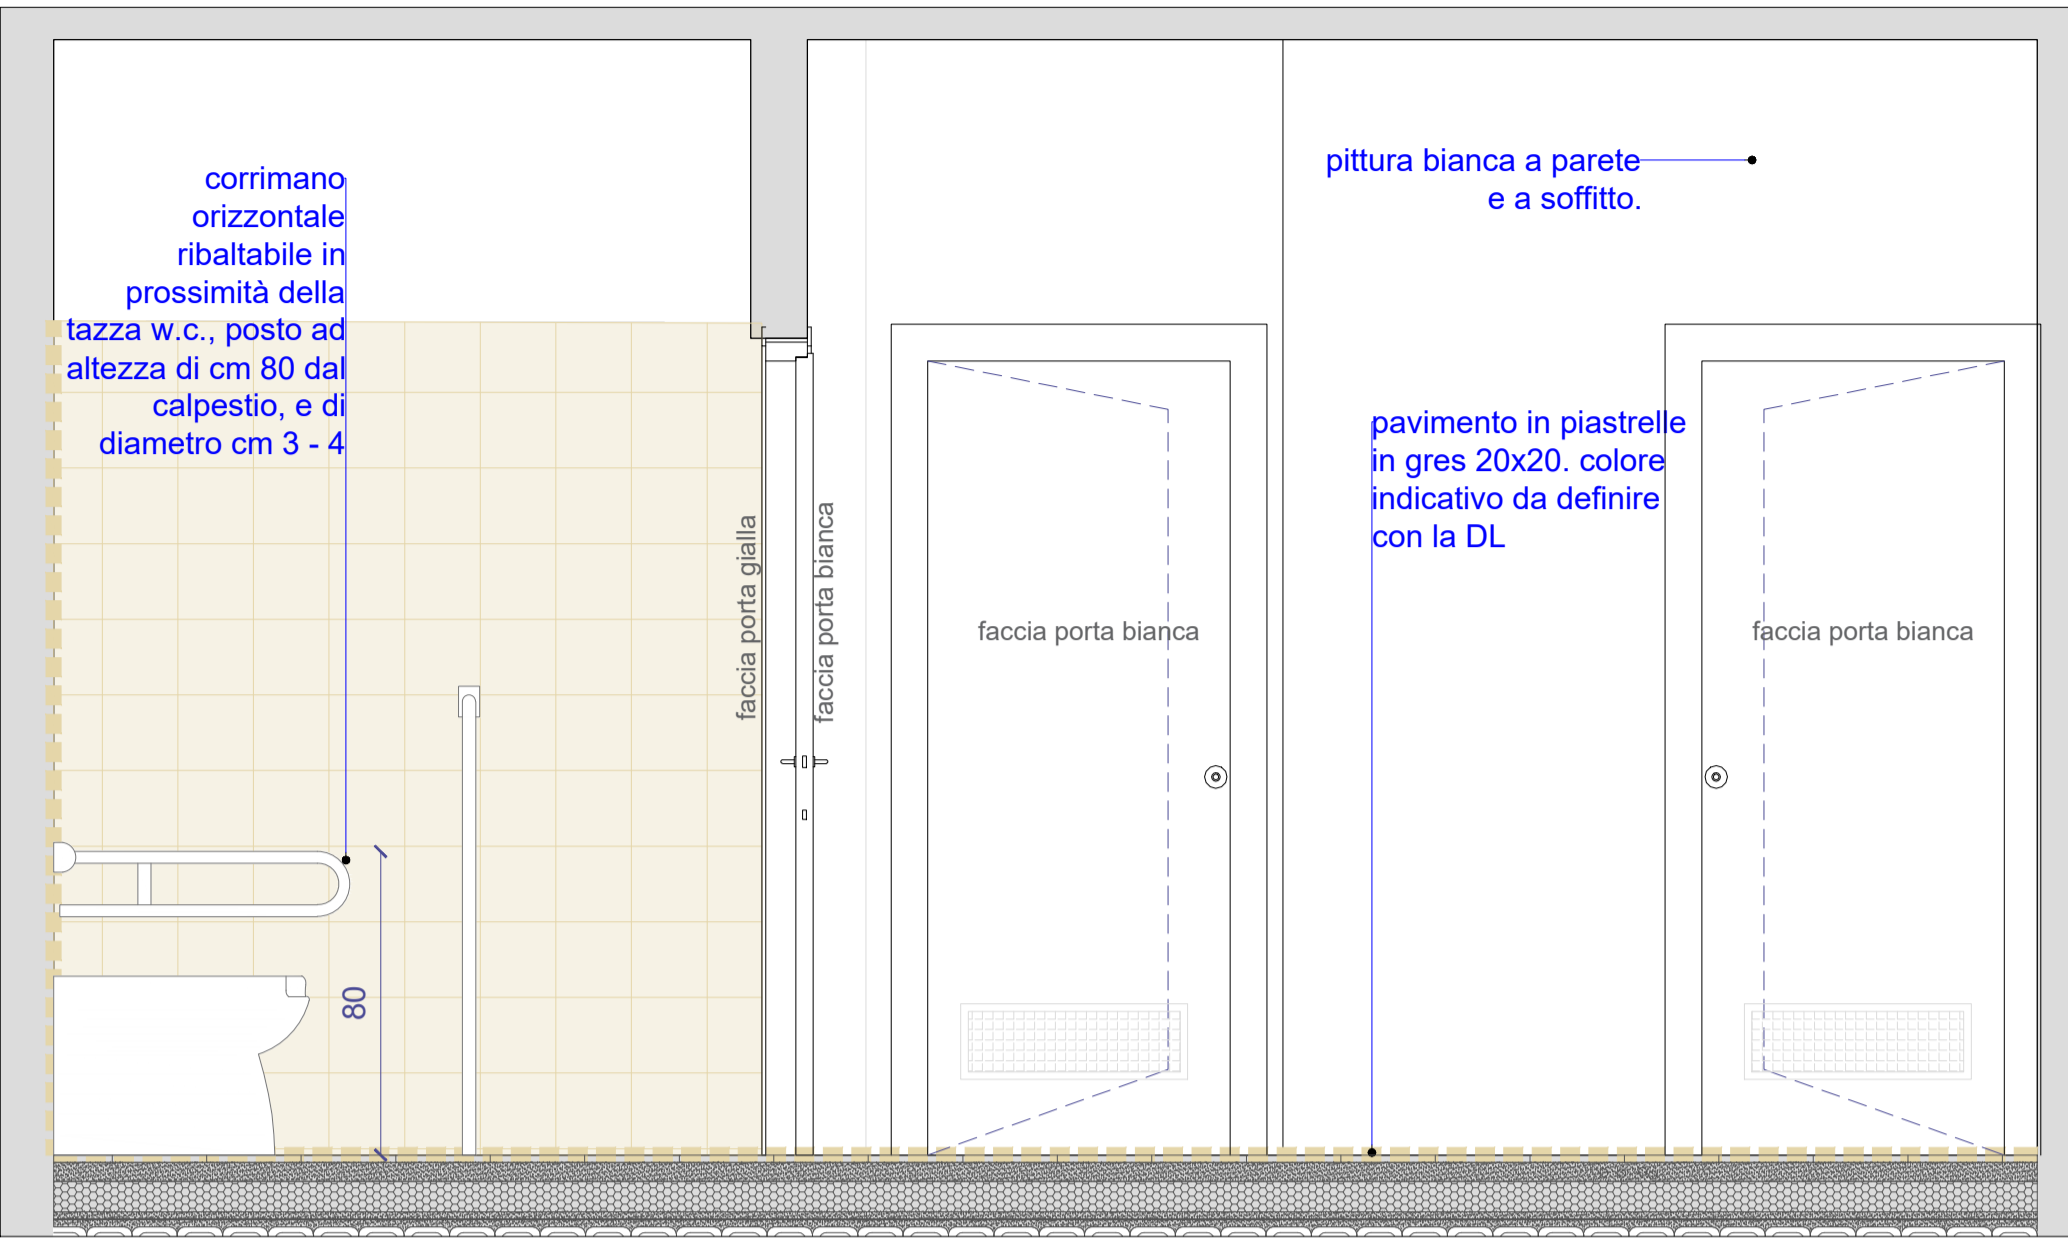 corrimano
orizzontale
ribaltabile in
prossimità della
tazza w.c., posto ad
altezza di cm 80 dal
calpestio, e di
diametro cm 3 - 4
pittura bianca a parete
e a soffitto.
pavimento in piastrelle
in gres 20x20. colore
indicativo da definire
con la DL
faccia porta gialla
faccia porta bianca
faccia porta bianca
faccia porta bianca
80